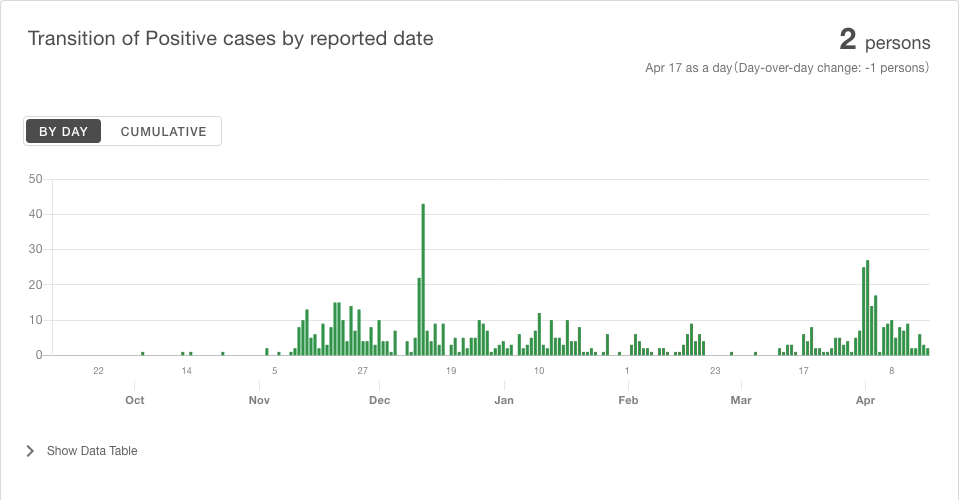 Transition of Positive cases by reported date
2 persons
Apr 17 as a day(Day-over-day change: -1 persons)
BY DAY
CUMULATIVE
50
40
30
20
10
0
22 14 5 27 19 10 1 23 17 8
Oct Nov Dec Jan Feb Mar Apr
Show Data Table